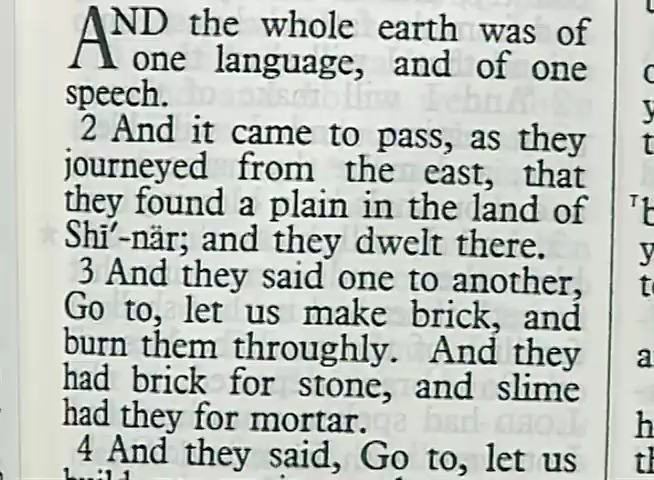 AND the whole earth was of
one language, and of one
speech.
2 And it came to pass, as they
journeyed from the east, that
they found a plain in the land of
Shī′-när; and they dwelt there.
3 And they said one to another,
Go to, let us make brick, and
burn them throughly. And they
had brick for stone, and slime
had they for mortar.
4 And they said, Go to, let us